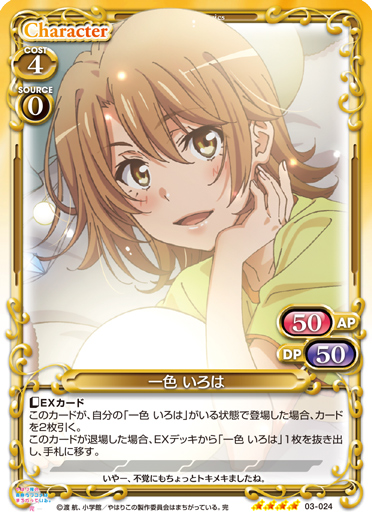 Character
COST
4
SOURCE
0
50 AP
DP 50
一色 いろは
EXカード
このカードが、自分の「一色 いろは」がいる状態で登場した場合、カード
を2枚引く。
このカードが退場した場合、EXデッキから「一色 いろは」1枚を抜き出
し、手札に移す。
いやー、不覚にもちょっとトキメキましたね。
©渡 航、小学館／やはりこの製作委員会はまちがっている。完
03-024